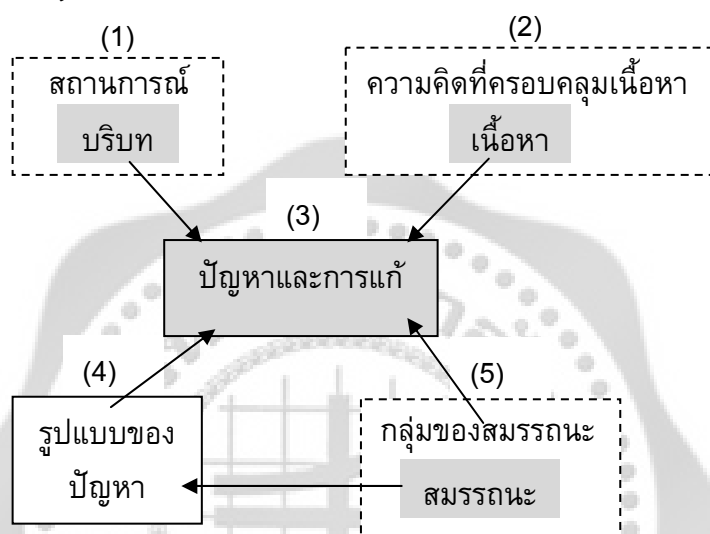 (1)
(2)
สถานการณ์
บริบท
ความคิดที่ครอบคลุมเนื้อหา
เนื้อหา
(3)
ปัญหาและการแก้
(4)
(5)
รูปแบบของ
ปัญหา
กลุ่มของสมรรถนะ
สมรรถนะ